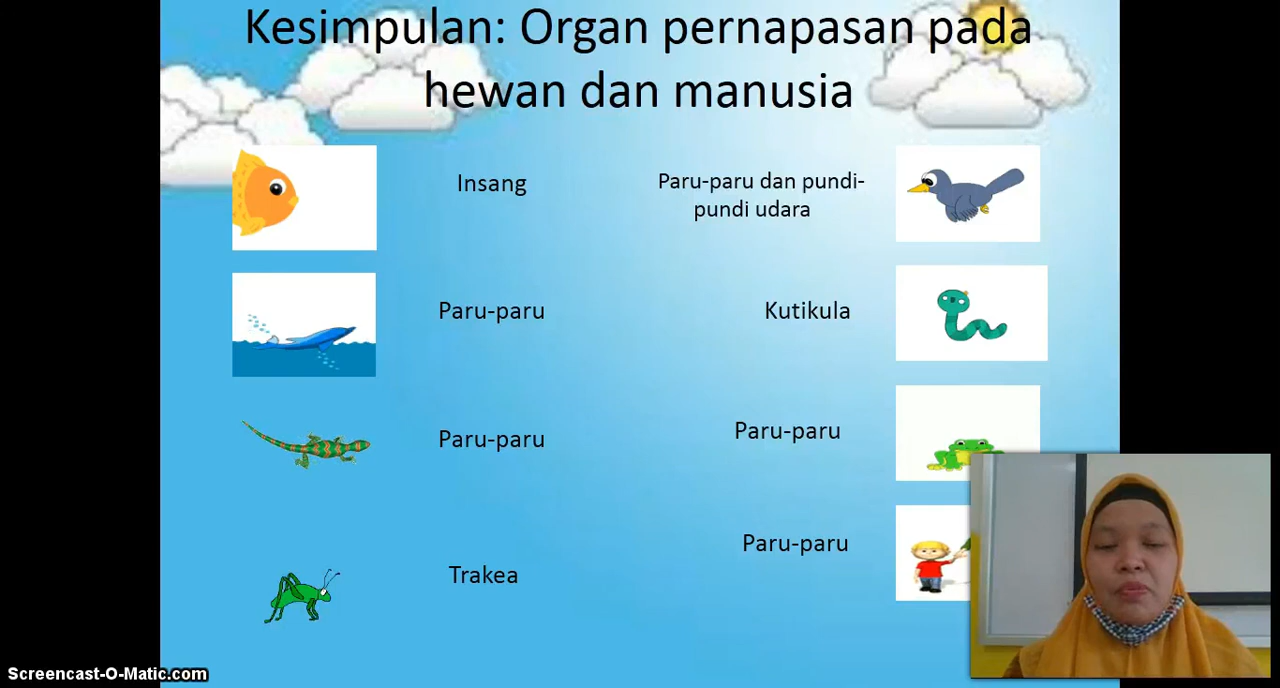 Kesimpulan: Organ pernapasan pada
hewan dan manusia
Insang
Paru-paru dan pundi-
pundi udara
Paru-paru
Kutikula
Paru-paru
Paru-paru
Trakea
Paru-paru
Screencast-O-Matic.com